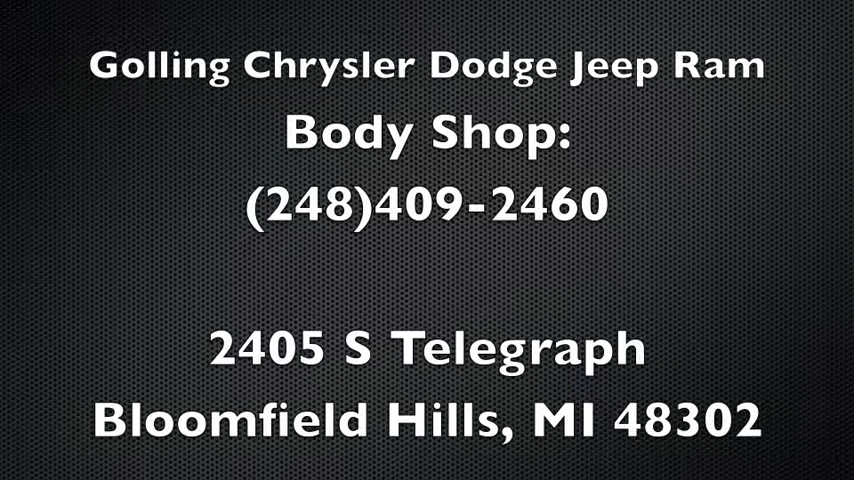 Golling Chrysler Dodge Jeep Ram
Body Shop:
(248)409-2460
2405 S Telegraph
Bloomfield Hills, MI 48302